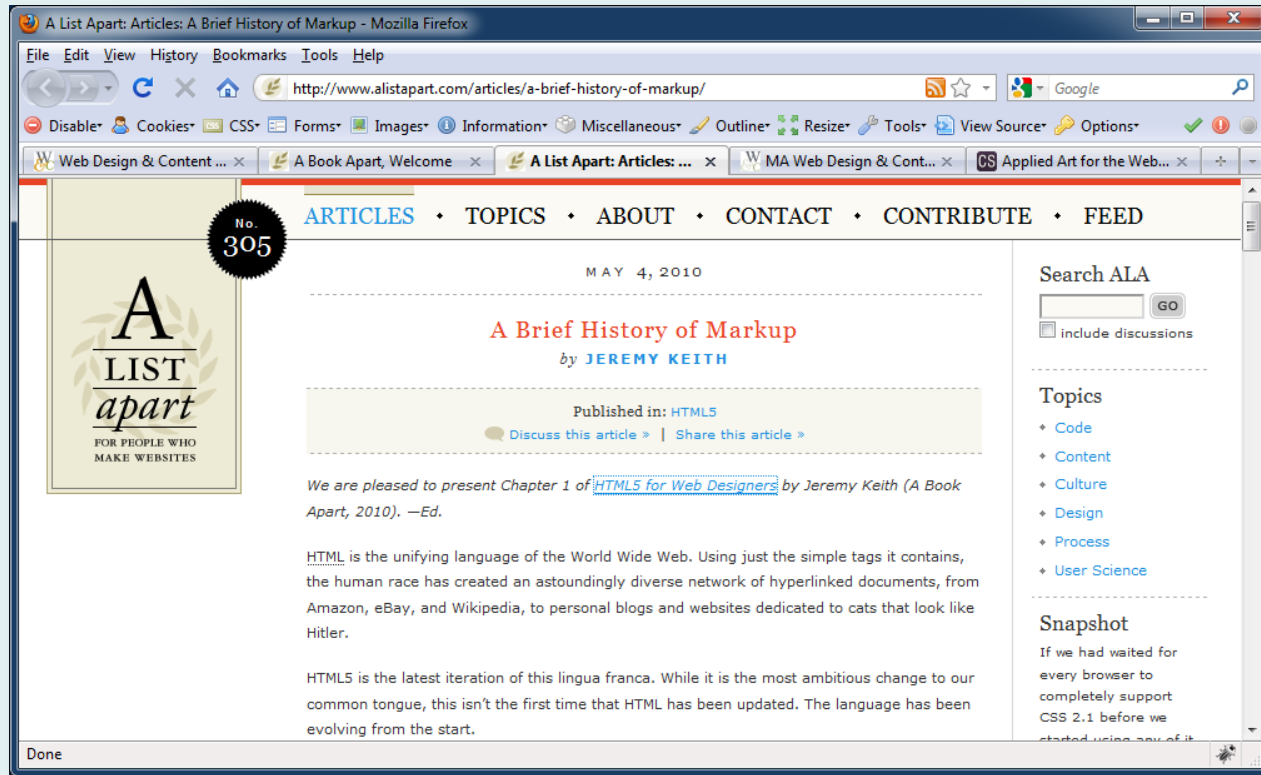 A List Apart: Articles: A Brief History of Markup - Mozilla Firefox
File Edit View History Bookmarks Tools Help
http://www.alistapart.com/articles/a-brief-history-of-markup/ Google
Disable Cookies CSS Forms Images Information Miscellaneous Outline Resize Tools View Source Options
Web Design & Content ... A Book Apart, Welcome A List Apart: Articles: ... MA Web Design & Cont... CS Applied Art for the Web...
ARTICLES • TOPICS • ABOUT • CONTACT • CONTRIBUTE • FEED
No.
305
A
LIST
apart
FOR PEOPLE WHO
MAKE WEBSITES
MAY 4, 2010
A Brief History of Markup
by JEREMY KEITH
Published in: HTML5
Discuss this article » | Share this article »
We are pleased to present Chapter 1 of HTML5 for Web Designers by Jeremy Keith (A Book
Apart, 2010). —Ed.
HTML is the unifying language of the World Wide Web. Using just the simple tags it contains,
the human race has created an astoundingly diverse network of hyperlinked documents, from
Amazon, eBay, and Wikipedia, to personal blogs and websites dedicated to cats that look like
Hitler.
HTML5 is the latest iteration of this lingua franca. While it is the most ambitious change to our
common tongue, this isn’t the first time that HTML has been updated. The language has been
evolving from the start.
Search ALA
GO
include discussions
Topics
Code
Content
Culture
Design
Process
User Science
Snapshot
If we had waited for
every browser to
completely support
CSS 2.1 before we
started using any of it
Done